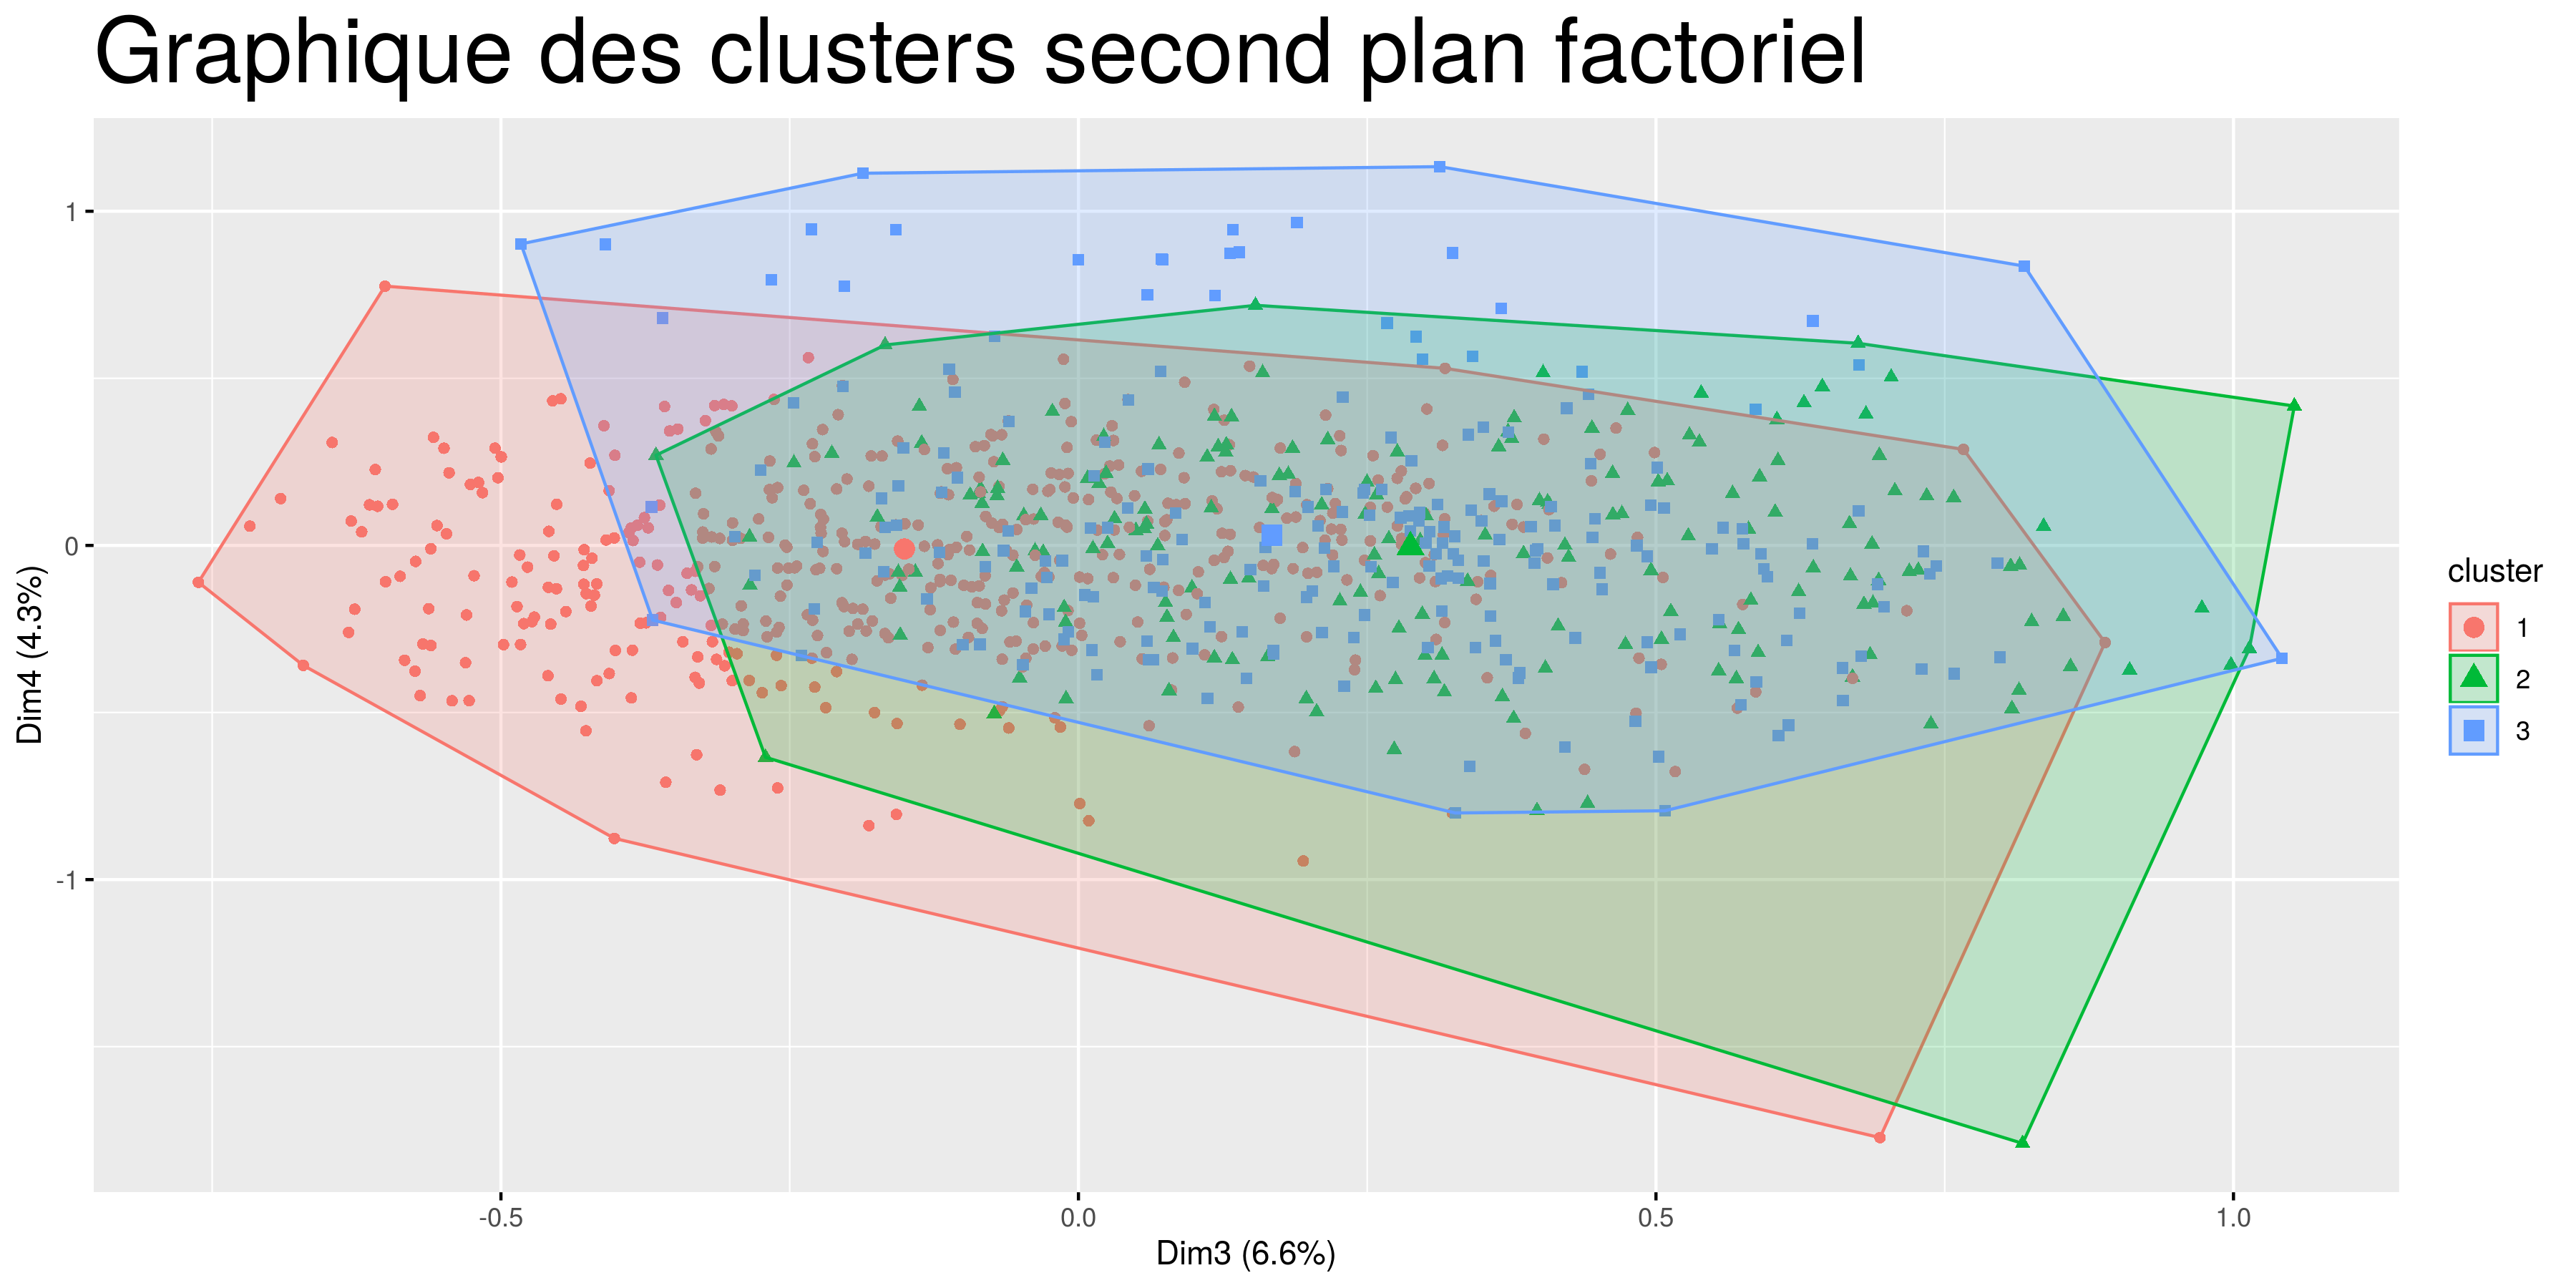 Graphique des clusters second plan factoriel
1
0
-1
Dim4 (4.3%)
-0.5
0.0
0.5
1.0
Dim3 (6.6%)
cluster
1
2
3